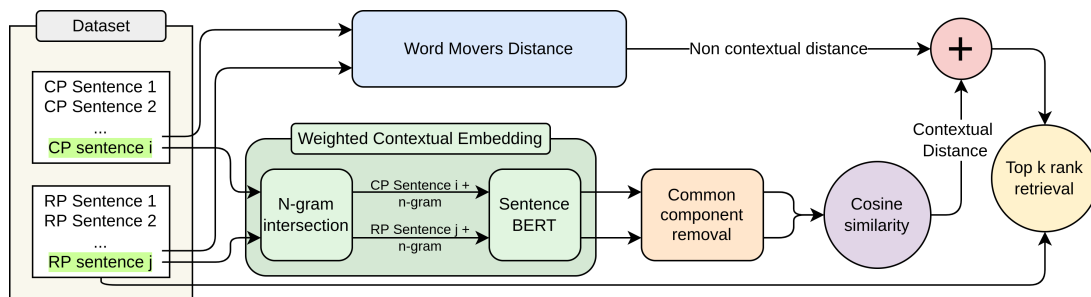 Dataset
CP Sentence 1
CP Sentence 2
...
CP sentence i
RP Sentence 1
RP Sentence 2
...
RP sentence j
Word Movers Distance
Non contextual distance
+
Weighted Contextual Embedding
N-gram
intersection
CP Sentence i +
n-gram
RP Sentence j +
n-gram
Sentence
BERT
Common
component
removal
Cosine
similarity
Contextual
Distance
Top k rank
retrieval